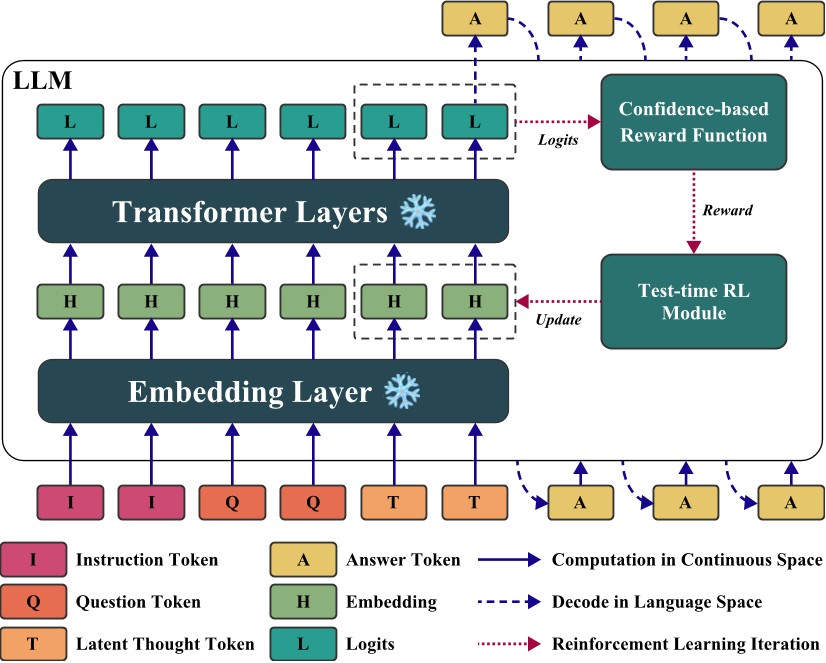 A A A A
LLM
L L L L L L
Logits
Confidence-based
Reward Function
Transformer Layers
Reward
H H H H H H
Update
Test-time RL
Module
Embedding Layer
I I Q Q T T A A A
I Instruction Token
A Answer Token
Computation in Continuous Space
Q Question Token
H Embedding
Decode in Language Space
T Latent Thought Token
L Logits
Reinforcement Learning Iteration